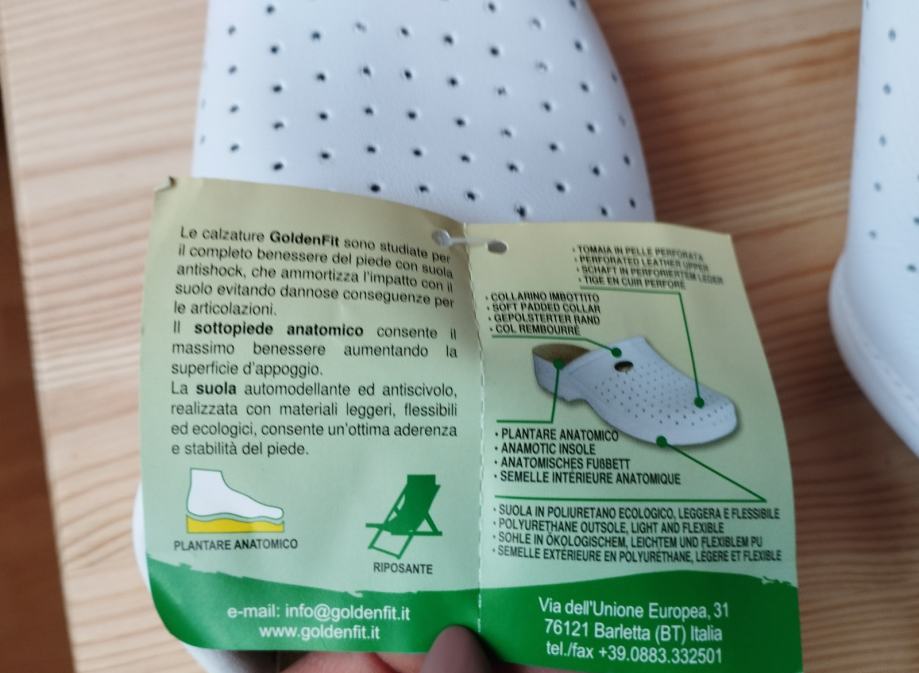 Le calzature GoldenFit sono studiate per
il completo benessere del piede con suola
antishock, che ammortizza l'impatto con il
suolo evitando dannose conseguenze per
le articolazioni.
Il sottopiede anatomico consente il
massimo benessere aumentando la
superficie d'appoggio.
La suola automodellante ed antiscivolo,
realizzata con materiali leggeri, flessibili
ed ecologici, consente un'ottima aderenza
e stabilità del piede.
PLANTARE ANATOMICO
RIPOSANTE
e-mail: info@goldenfit.it
www.goldenfit.it
• TOMAIA IN PELLE PERFORATA
• PERFORATED LEATHER UPPER
• SCHAFT IN PERFORIERTEM LEDER
• TIGE EN CUIR PERFORÉ
• COLLARINO IMBOTTITO
• SOFT PADDED COLLAR
• GEPOLSTERTER RAND
• COL REMBOURRÉ
• PLANTARE ANATOMICO
• ANAMOTIC INSOLE
• ANATOMISCHES FUßBETT
• SEMELLE INTÉRIEURE ANATOMIQUE
• SUOLA IN POLIURETANO ECOLOGICO, LEGGERA E FLESSIBILE
• POLYURETHANE OUTSOLE, LIGHT AND FLEXIBLE
• SOHLE IN ÖKOLOGISCHEM, LEICHTEM UND FLEXIBLEM PU
• SEMELLE EXTÉRIEURE EN POLYURÉTHANE, LÉGERE ET FLEXIBLE
Via dell'Unione Europea, 31
76121 Barletta (BT) Italia
tel./fax +39.0883.332501